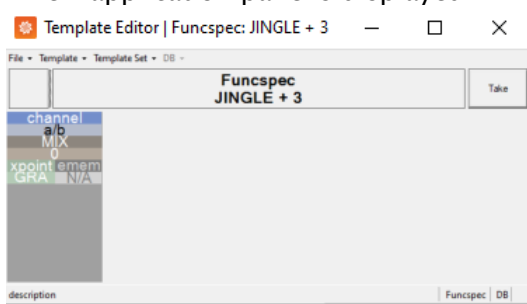 Template Editor | Funcspec: JINGLE + 3
File Template Template Set DB
Funcspec
JINGLE + 3
Take
channel
a/b
MIX
0
xpoint emem
GRA N/A
description
Funcspec DB